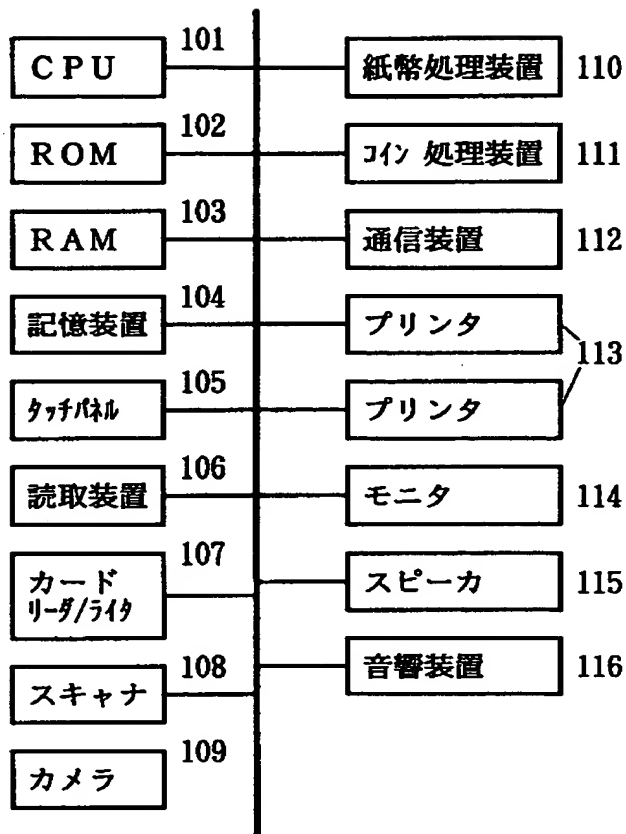 101
CPU
102
ROM
103
RAM
104
記憶装置
105
タッチパネル
106
読取装置
107
カード
リーダ/ライタ
108
スキャナ
109
カメラ
紙幣処理装置 110
コイン 処理装置 111
通信装置 112
プリンタ
113
プリンタ
モニタ 114
スピーカ 115
音響装置 116